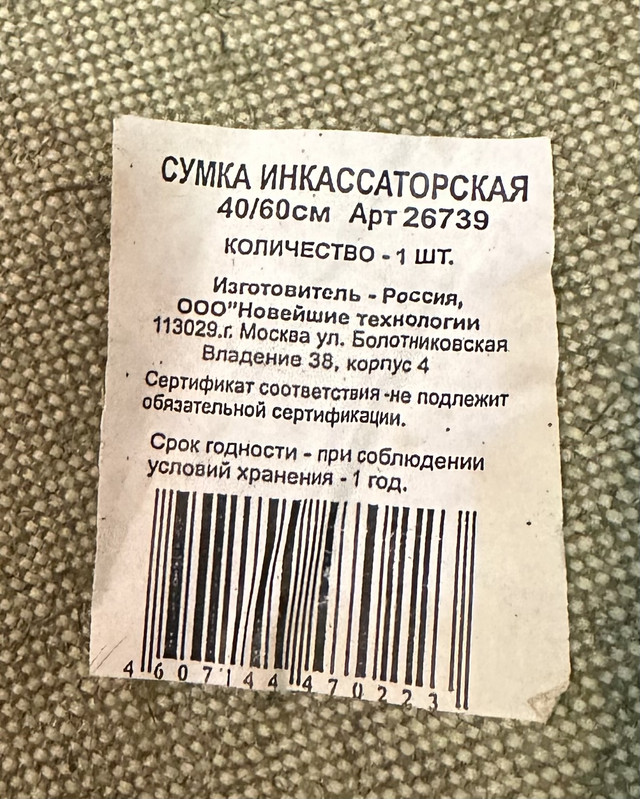 СУМКА ИНКАССАТОРСКАЯ
40/60см Арт 26739
КОЛИЧЕСТВО - 1 ШТ.
Изготовитель - Россия,
ООО"Новейшие технологии
113029.г. Москва ул. Болотниковская
Владение 38, корпус 4
Сертификат соответствия -не подлежит
обязательной сертификации.
Срок годности - при соблюдении
условий хранения - 1 год.
4 607144 470223